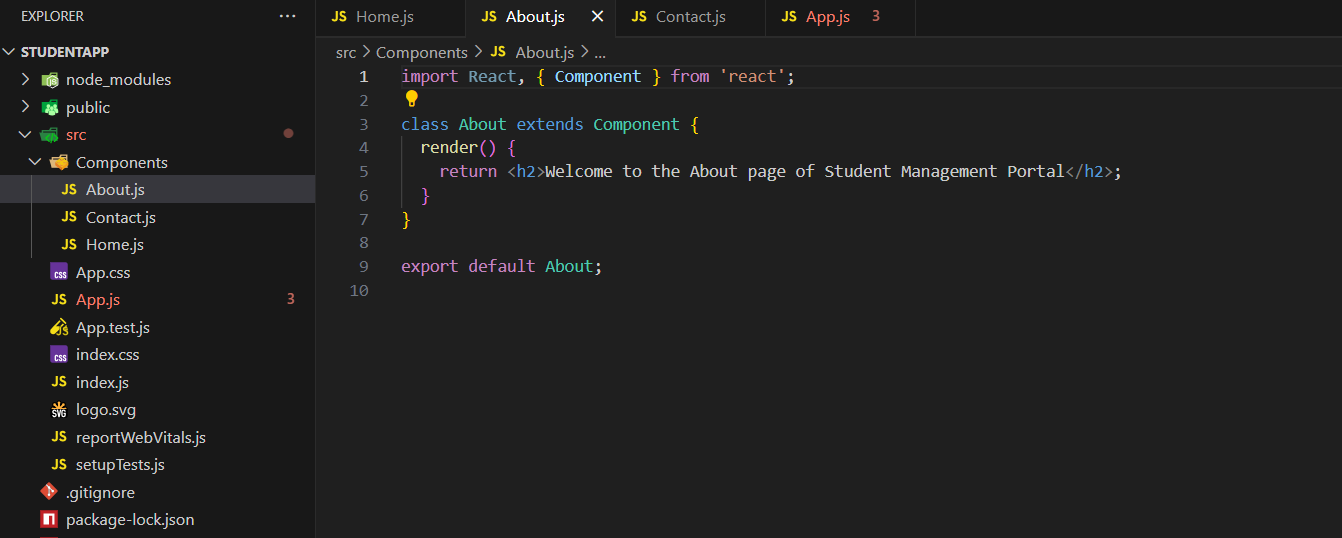 EXPLORER ...
STUDENTAPP
node_modules
public
src
Components
JS About.js
JS Contact.js
JS Home.js
css App.css
JS App.js 3
App.test.js
css index.css
JS index.js
SVG logo.svg
JS reportWebVitals.js
JS setupTests.js
.gitignore
package-lock.json
JS Home.js JS About.js × JS Contact.js JS App.js 3
src > Components > JS About.js > ...
1 import React, { Component } from 'react';
2
3 class About extends Component {
4 render() {
5 return <h2>Welcome to the About page of Student Management Portal</h2>;
6 }
7 }
8
9 export default About;
10